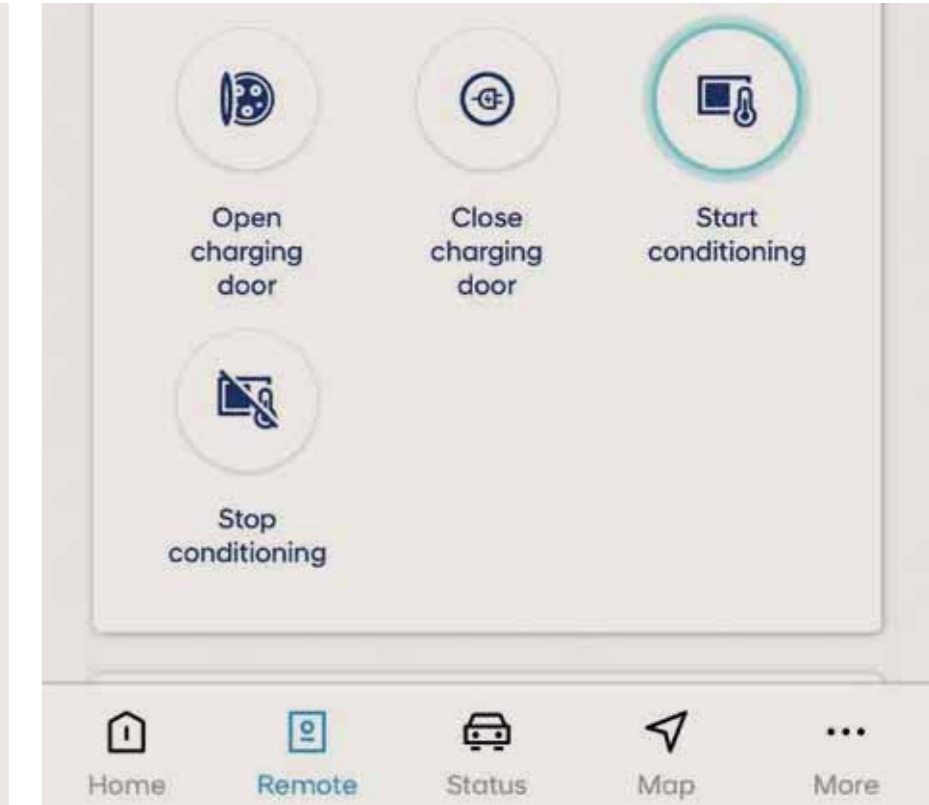 Open
charging
door
Close
charging
door
Start
conditioning
Stop
conditioning
Home
Remote
Status
Map
More